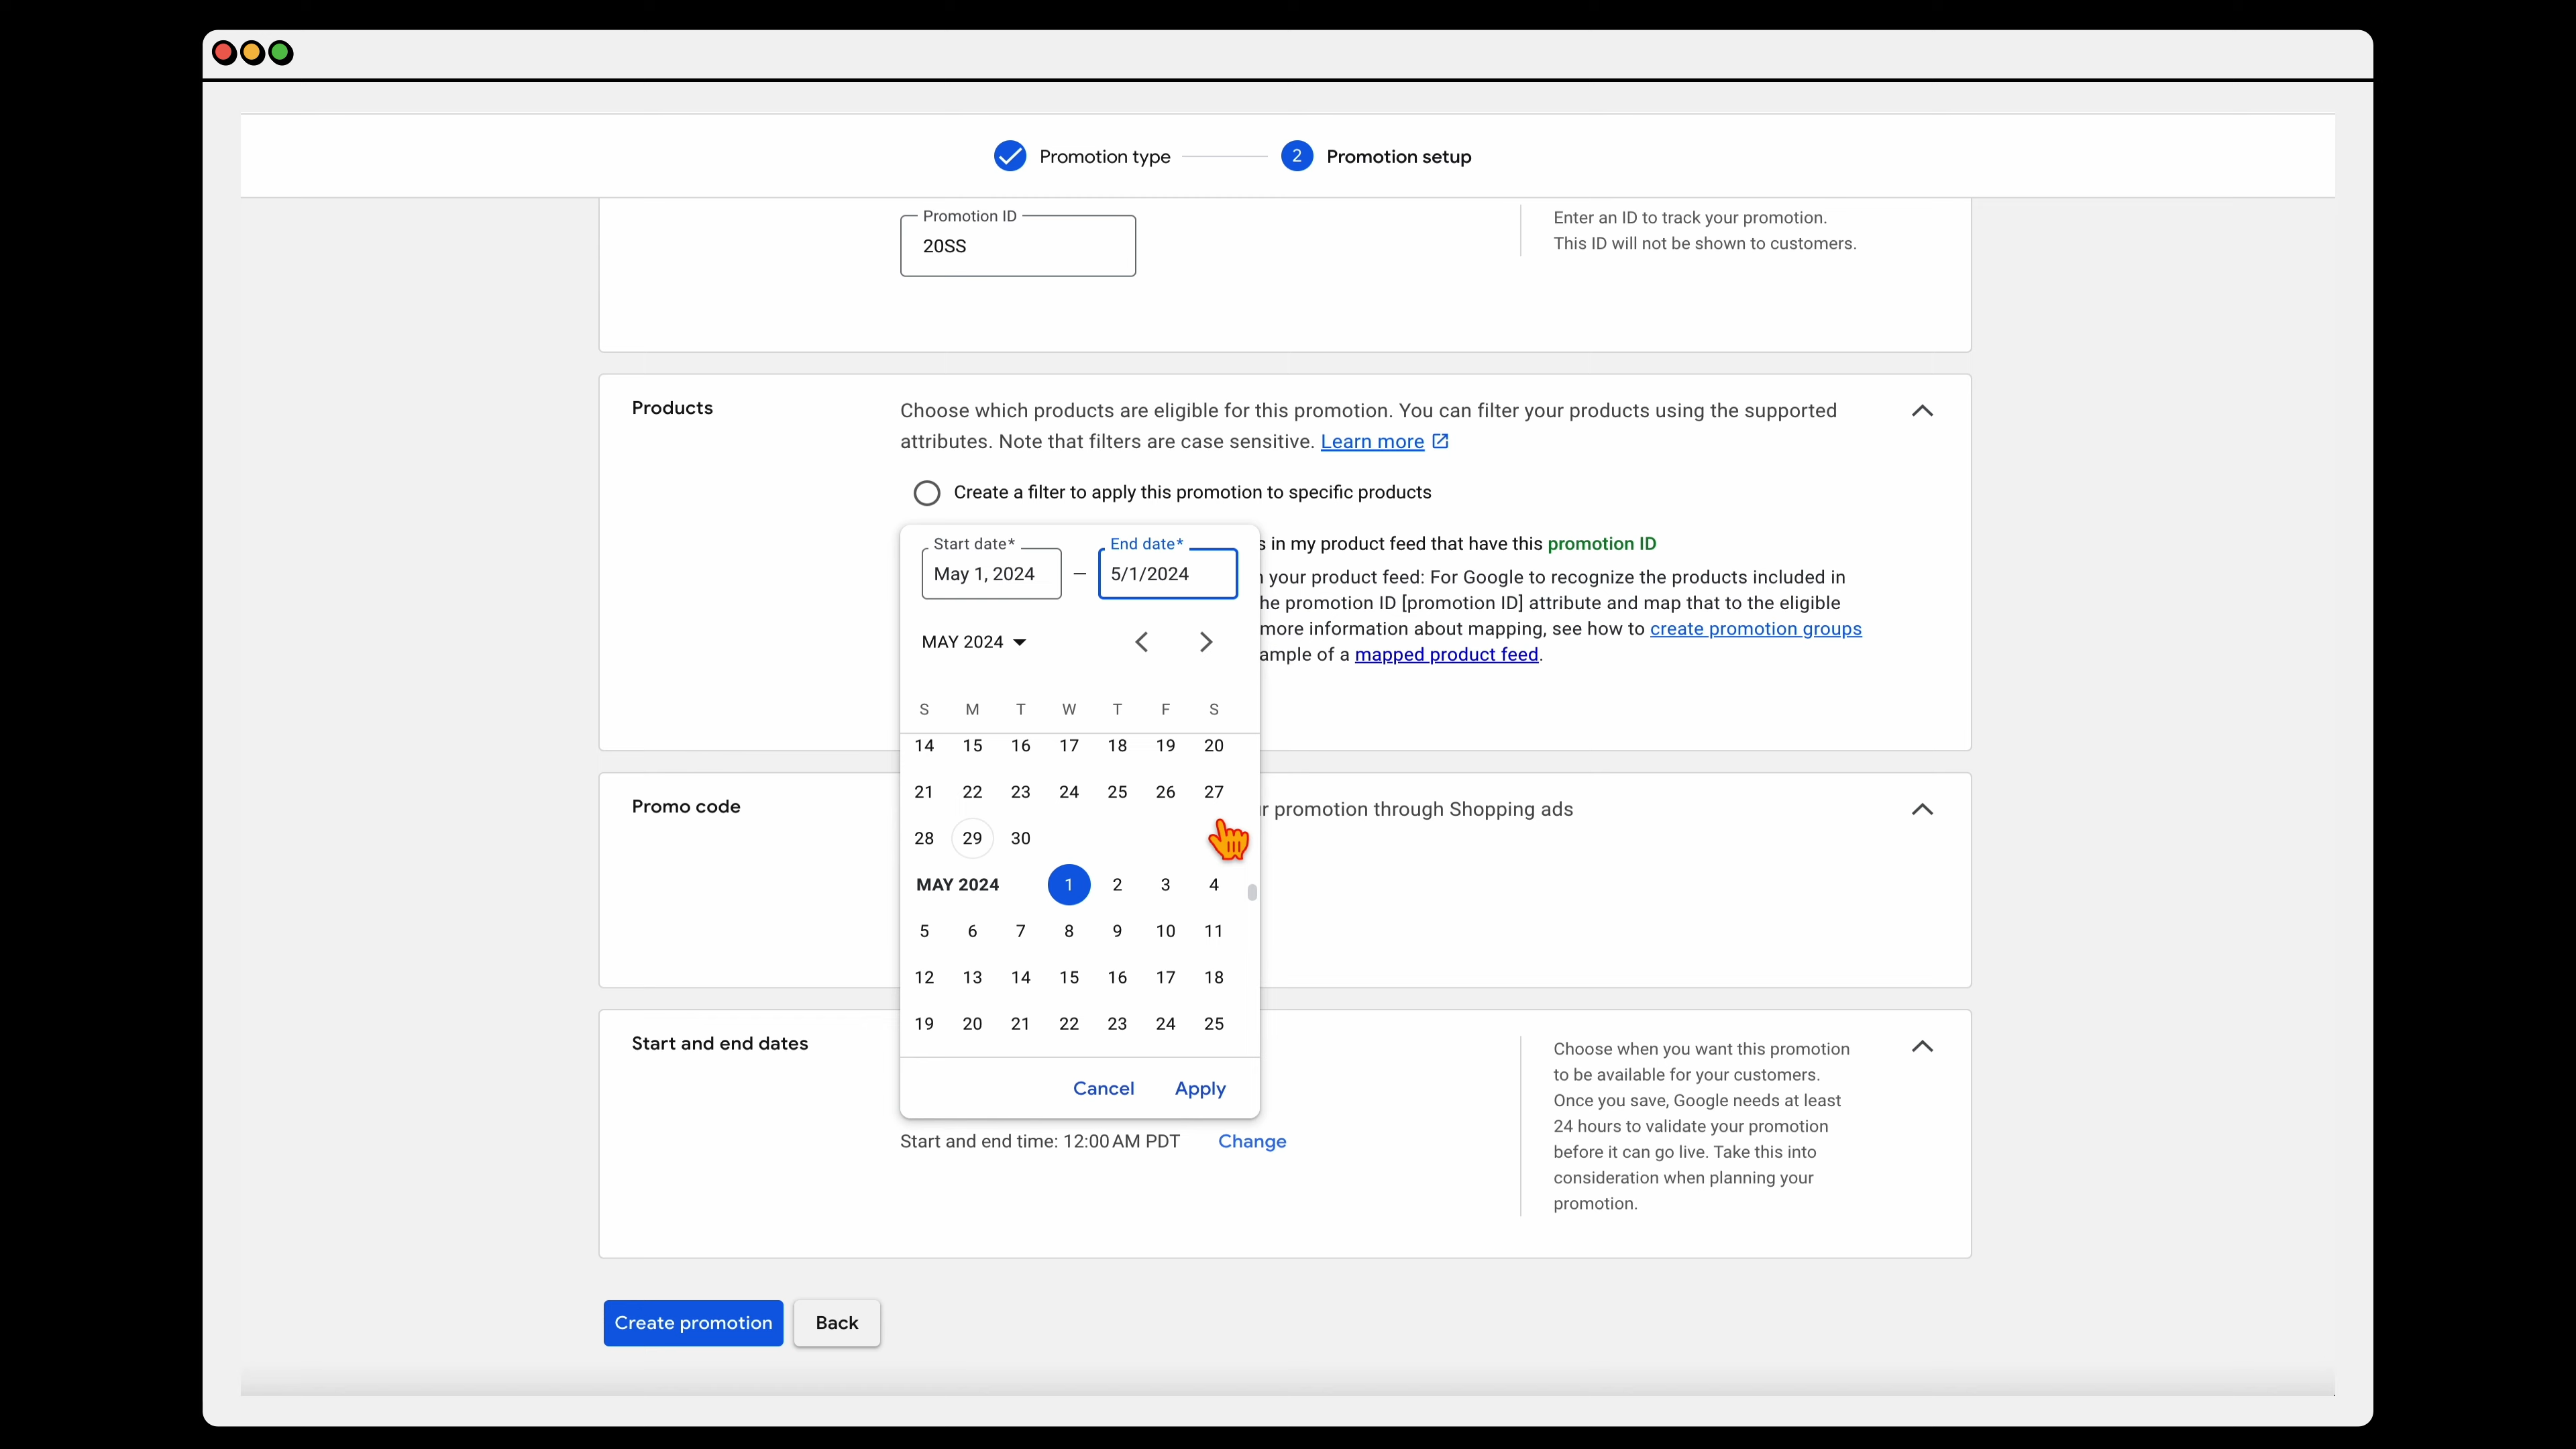 Promotion type
2 Promotion setup
Promotion ID
20SS
Enter an ID to track your promotion.
This ID will not be shown to customers.
Products
Choose which products are eligible for this promotion. You can filter your products using the supported
attributes. Note that filters are case sensitive. Learn more
Create a filter to apply this promotion to specific products
in my product feed that have this promotion ID
your product feed: For Google to recognize the products included in
the promotion ID [promotion ID] attribute and map that to the eligible
more information about mapping, see how to create promotion groups
ample of a mapped product feed.
Start date*
May 1, 2024
–
End date*
5/1/2024
MAY 2024
S M T W T F S
14 15 16 17 18 19 20
21 22 23 24 25 26 27
28 29 30
MAY 2024 1 2 3 4
5 6 7 8 9 10 11
12 13 14 15 16 17 18
19 20 21 22 23 24 25
Cancel Apply
Promo code
r promotion through Shopping ads
Start and end dates
Start and end time: 12:00 AM PDT Change
Choose when you want this promotion
to be available for your customers.
Once you save, Google needs at least
24 hours to validate your promotion
before it can go live. Take this into
consideration when planning your
promotion.
Create promotion
Back